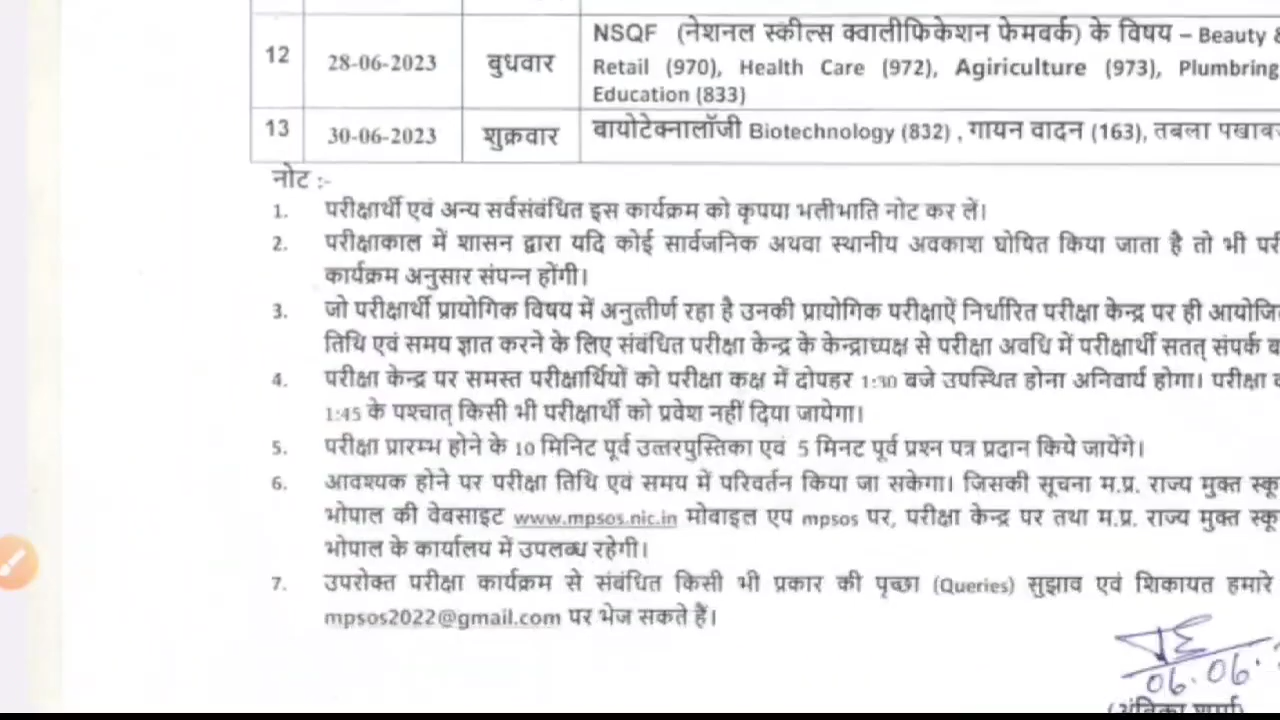 NSQF (नेशनल स्कील्स क्वालीफिकेशन फेमवर्क) के विषय – Beauty &
12 28-06-2023 बुधवार Retail (970), Health Care (972), Agiriculture (973), Plumbring
Education (833)
13 30-06-2023 शुक्रवार बायोटेक्नालॉजी Biotechnology (832) , गायन वादन (163), तबला पखाव
नोट :-
1. परीक्षार्थी एवं अन्य सर्वसंबंधित इस कार्यक्रम को कृपया भलीभाति नोट कर लें।
2. परीक्षाकाल में शासन द्वारा यदि कोई सार्वजनिक अथवा स्थानीय अवकाश घोषित किया जाता है तो भी परी
कार्यक्रम अनुसार संपन्न होंगी।
3. जो परीक्षार्थी प्रायोगिक विषय में अनुत्तीर्ण रहा है उनकी प्रायोगिक परीक्षाऐं निर्धारित परीक्षा केन्द्र पर ही आयोजि
तिथि एवं समय ज्ञात करने के लिए संबंधित परीक्षा केन्द्र के केन्द्राध्यक्ष से परीक्षा अवधि में परीक्षार्थी सतत् संपर्क
4. परीक्षा केन्द्र पर समस्त परीक्षार्थियों को परीक्षा कक्ष में दोपहर 1:30 बजे उपस्थित होना अनिवार्य होगा। परीक्षा
1:45 के पश्चात् किसी भी परीक्षार्थी को प्रवेश नहीं दिया जायेगा।
5. परीक्षा प्रारम्भ होने के 10 मिनिट पूर्व उत्तरपुस्तिका एवं 5 मिनट पूर्व प्रश्न पत्र प्रदान किये जायेंगे।
6. आवश्यक होने पर परीक्षा तिथि एवं समय में परिवर्तन किया जा सकेगा। जिसकी सूचना म.प्र. राज्य मुक्त स्कू
भोपाल की वेबसाइट www.mpsos.nic.in मोबाइल एप mpsos पर, परीक्षा केन्द्र पर तथा म.प्र. राज्य मुक्त स्कू
भोपाल के कार्यालय में उपलब्ध रहेगी।
7. उपरोक्त परीक्षा कार्यक्रम से संबंधित किसी भी प्रकार की पृच्छा (Queries) सुझाव एवं शिकायत हमारे
mpsos2022@gmail.com पर भेज सकते हैं।
06.06.